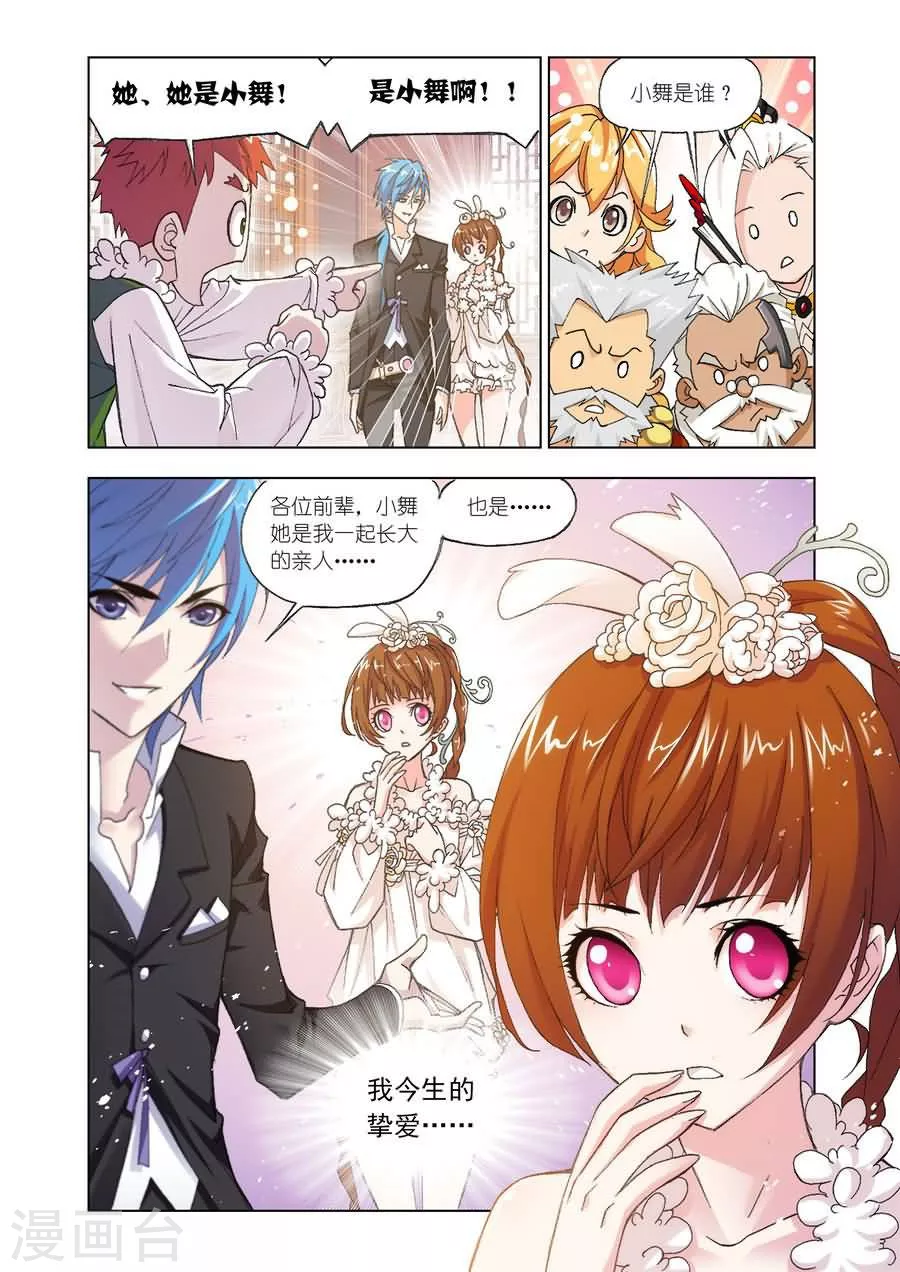 她、她是小舞！
是小舞啊！！
小舞是谁？
各位前辈，小舞
她是我一起长大
的亲人……
也是……
我今生的
挚爱……
漫画台